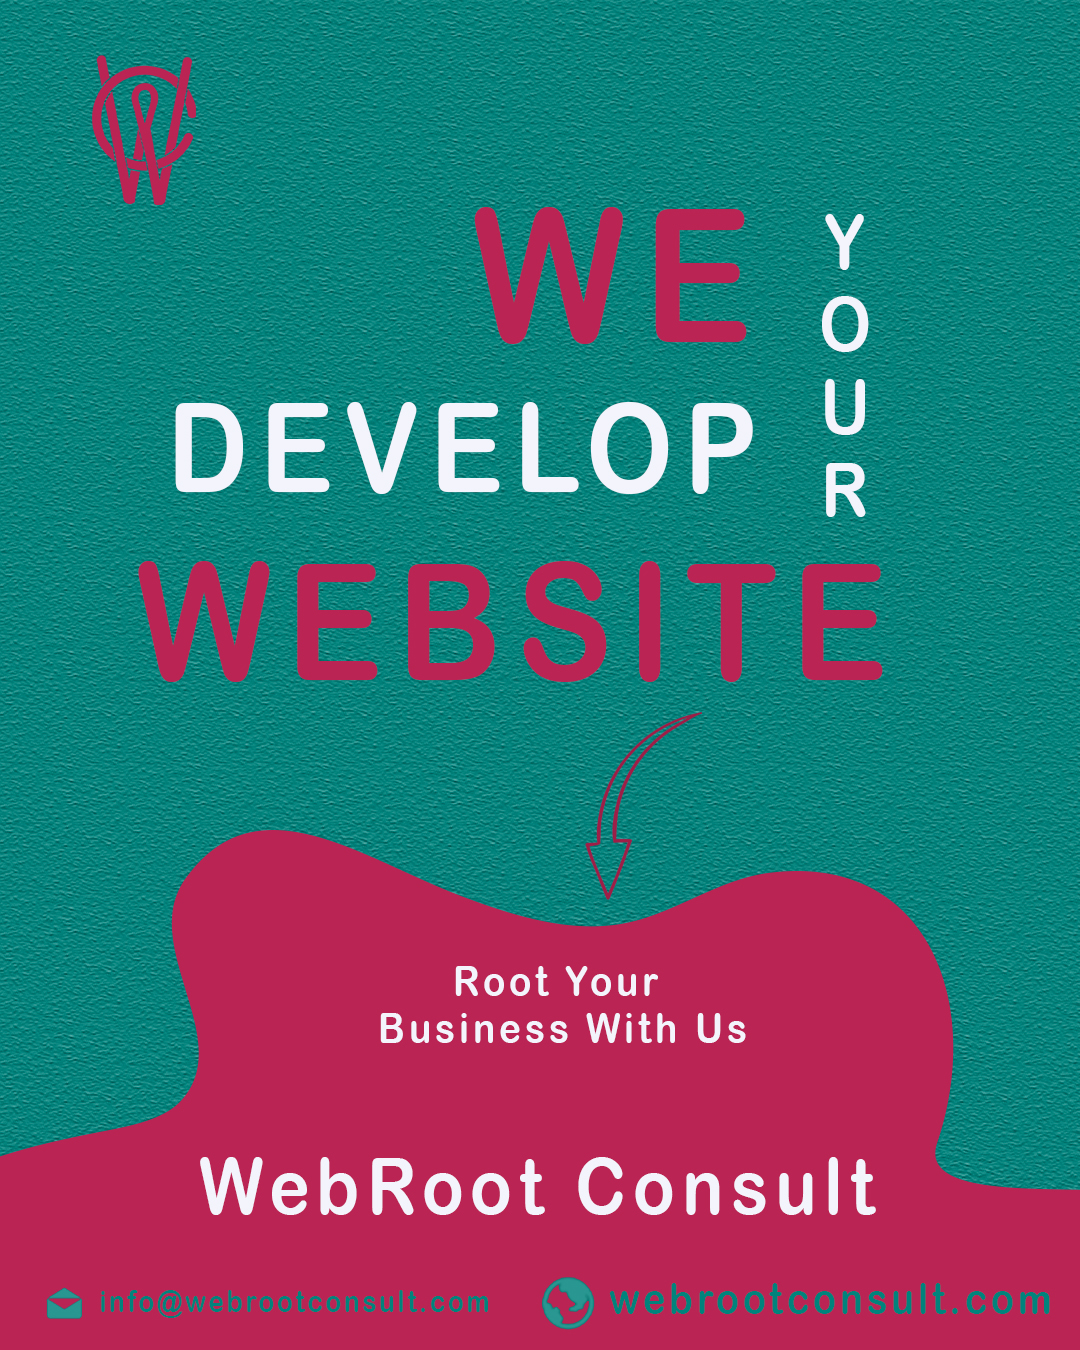 WE
DEVELOP
YOUR
WEBSITE
Root Your
Business With Us
WebRoot Consult
info@webrootconsult.com
webrootconsult.com